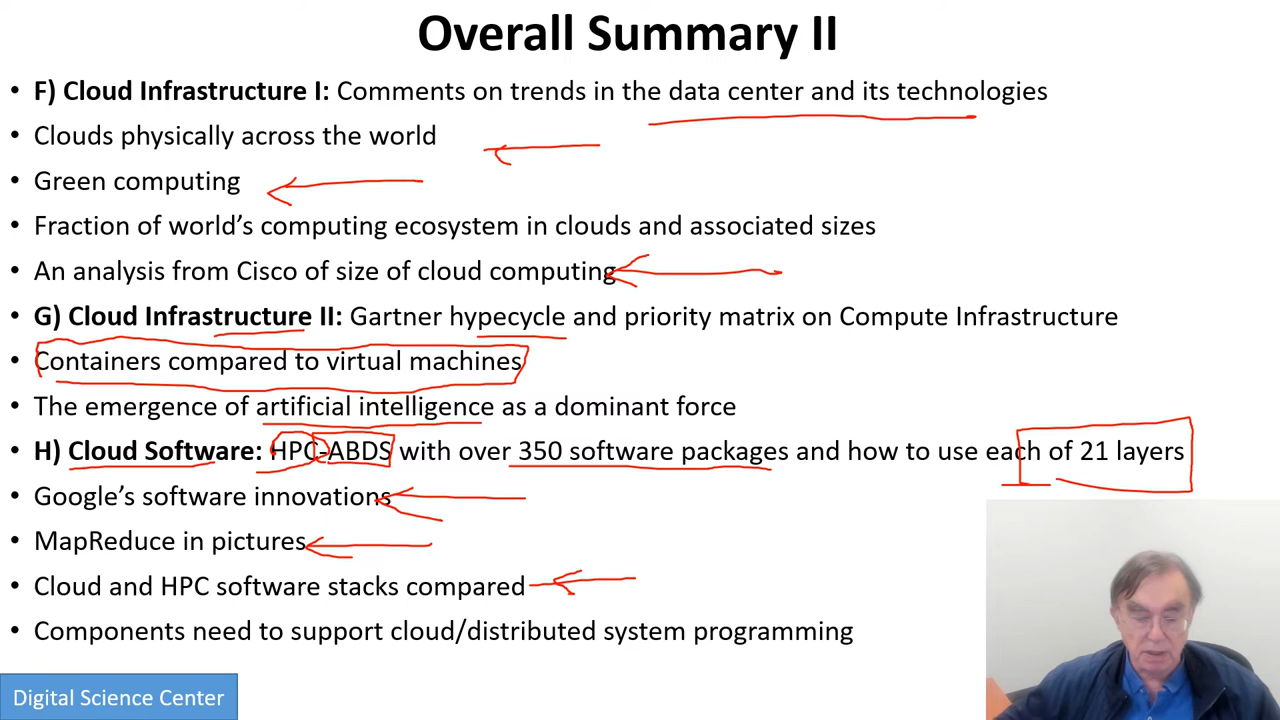 Overall Summary II
• F) Cloud Infrastructure I: Comments on trends in the data center and its technologies
• Clouds physically across the world
• Green computing
• Fraction of world's computing ecosystem in clouds and associated sizes
• An analysis from Cisco of size of cloud computing
• G) Cloud Infrastructure II: Gartner hypecycle and priority matrix on Compute Infrastructure
• Containers compared to virtual machines
• The emergence of artificial intelligence as a dominant force
• H) Cloud Software: HPC-ABDS with over 350 software packages and how to use each of 21 layers
• Google's software innovations
• MapReduce in pictures
• Cloud and HPC software stacks compared
• Components need to support cloud/distributed system programming
Digital Science Center